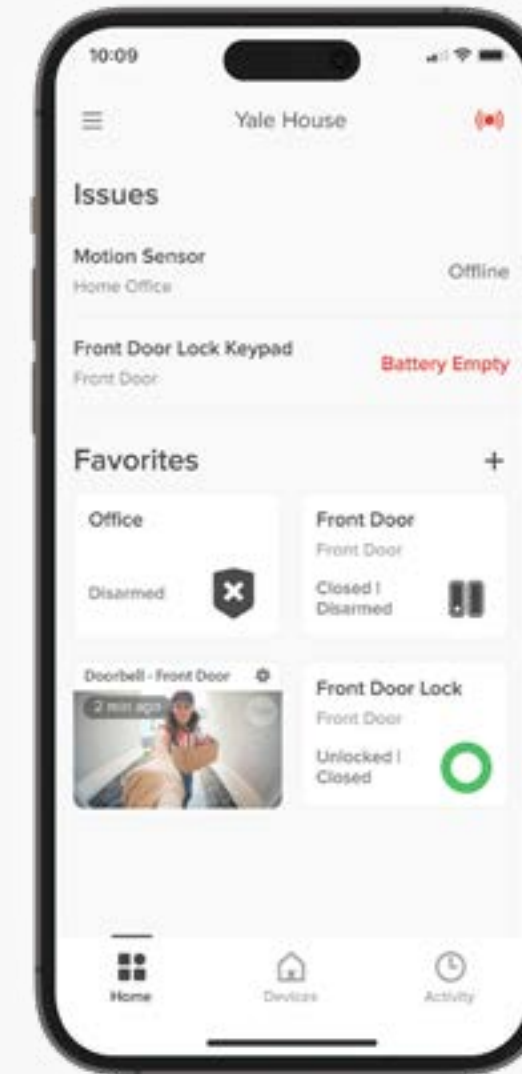 10:09
Yale House
Issues
Motion Sensor
Home Office
Offline
Front Door Lock Keypad
Front Door
Battery Empty
Favorites
+
Office
Disarmed
Front Door
Front Door
Closed |
Disarmed
Doorbell - Front Door
2 min ago
Front Door Lock
Front Door
Unlocked |
Closed
Home
Devices
Activity